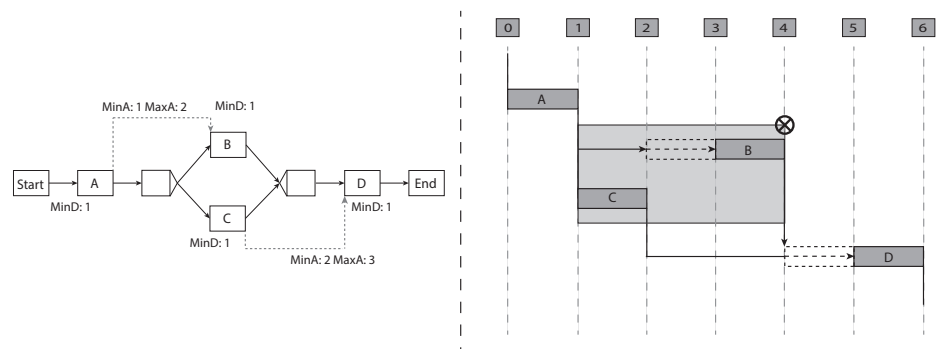 MinA: 1 MaxA: 2
MinD: 1
B
Start
A
D
End
MinD: 1
MinD: 1
C
MinD: 1
MinA: 2 MaxA: 3
0 1 2 3 4 5 6
A
B
C
D